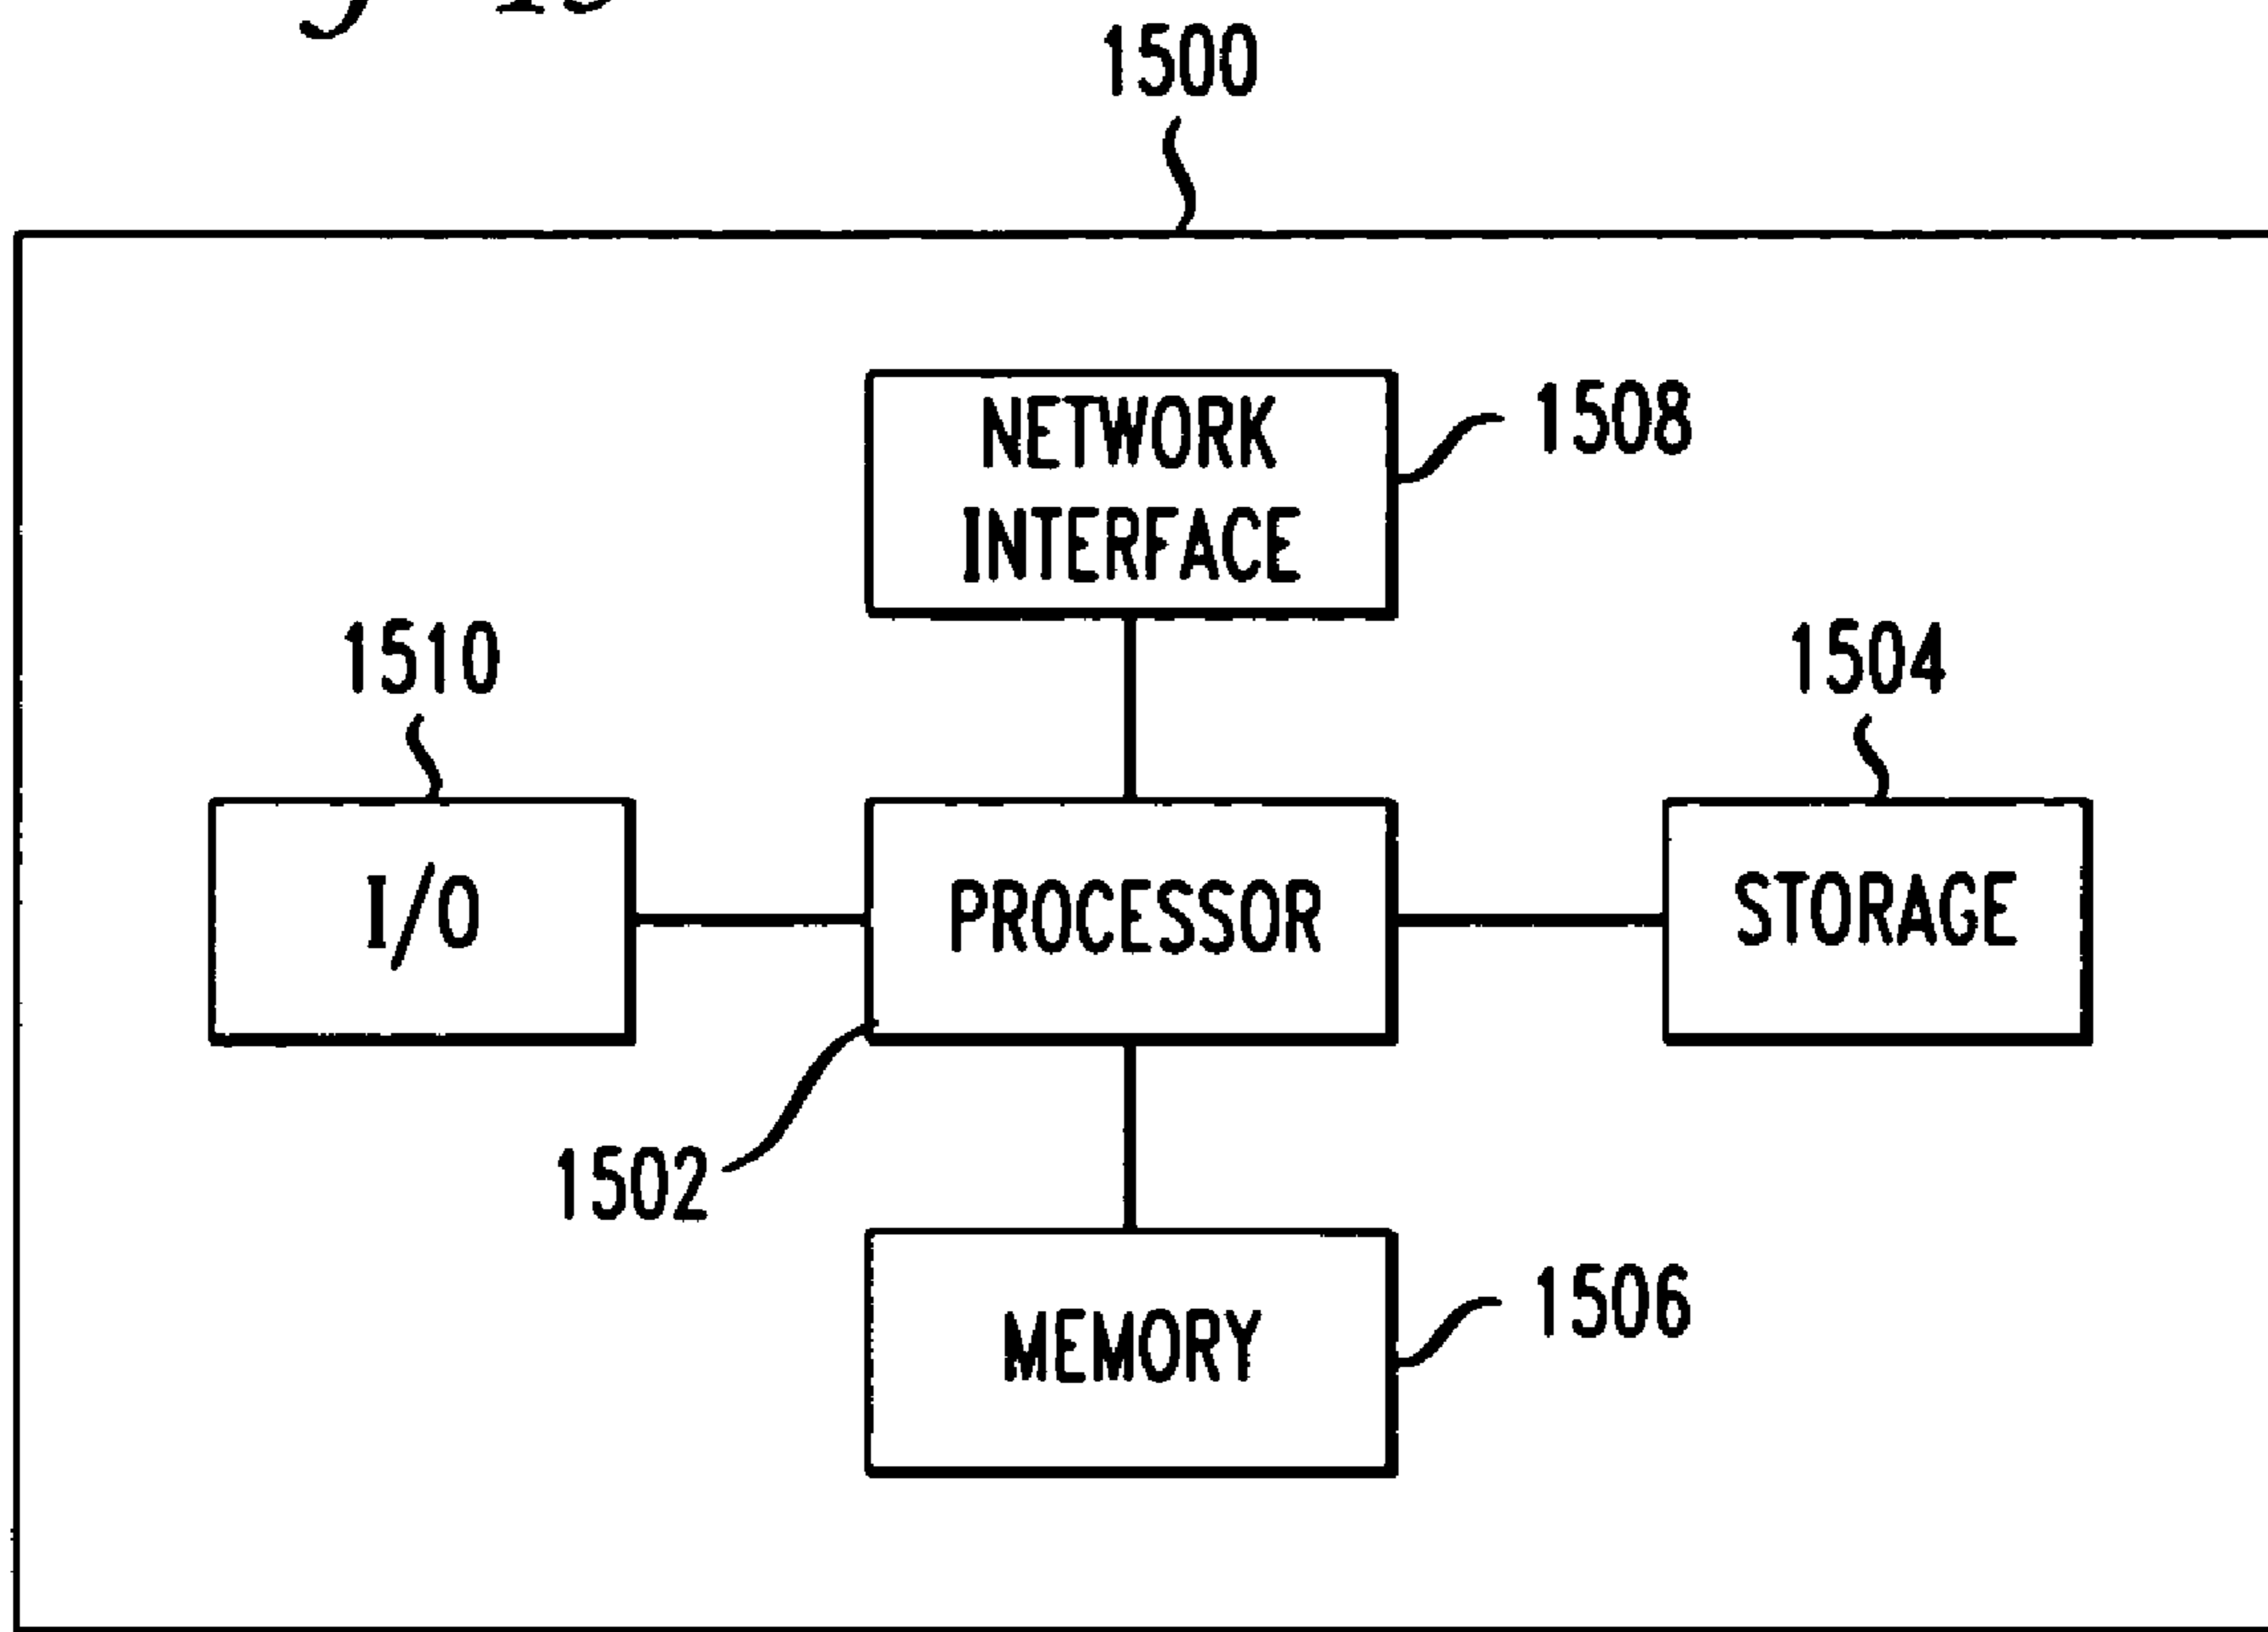 1500
NETWORK
INTERFACE
1508
1510
1504
I/O
PROCESSOR
STORAGE
1502
MEMORY
1506